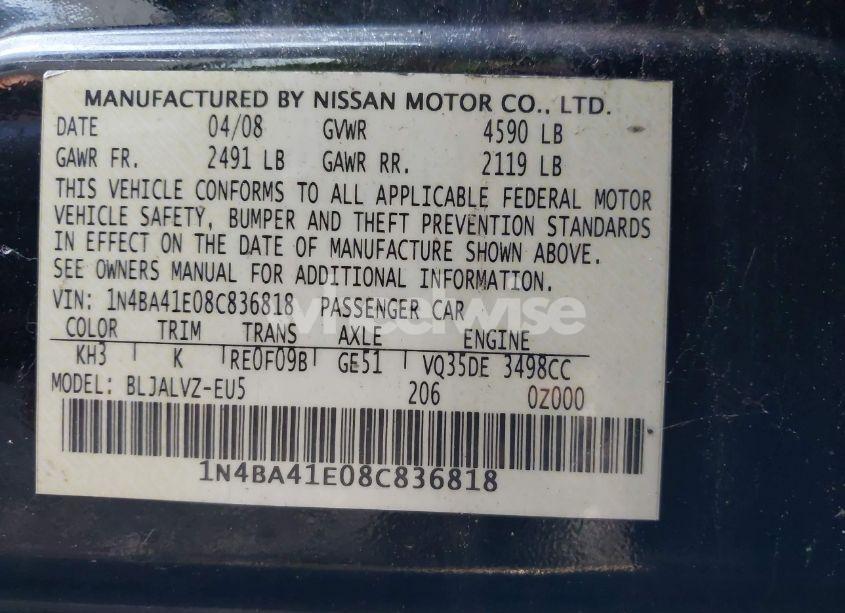 MANUFACTURED BY NISSAN MOTOR CO., LTD.
DATE 04/08 GVWR 4590 LB
GAWR FR. 2491 LB GAWR RR. 2119 LB
THIS VEHICLE CONFORMS TO ALL APPLICABLE FEDERAL MOTOR
VEHICLE SAFETY, BUMPER AND THEFT PREVENTION STANDARDS
IN EFFECT ON THE DATE OF MANUFACTURE SHOWN ABOVE.
SEE OWNERS MANUAL FOR ADDITIONAL INFORMATION.
VIN: 1N4BA41E08C836818 PASSENGER CAR
COLOR TRIM TRANS AXLE ENGINE
KH3 K RE0F09B GE51 VQ35DE 3498CC
MODEL: BLJALVZ-EU5 206 0Z000
1N4BA41E08C836818